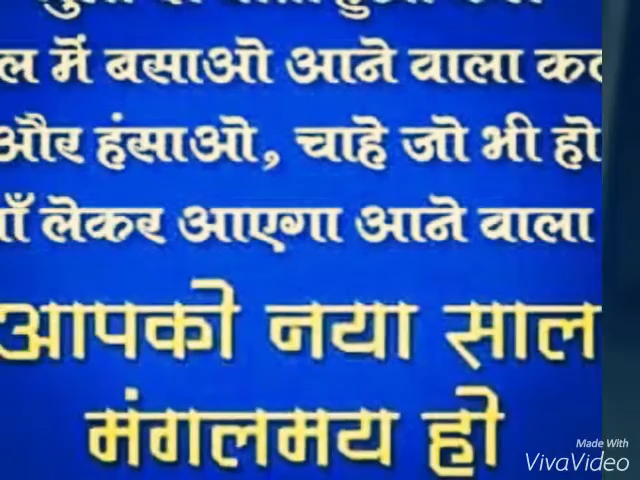 में बसाओ आने वाला
और हंसाओ, चाहे जो भी हो
लेकर आएगा आने वाला
आपको नया साल
मंगलमय हो
Made With
VivaVideo